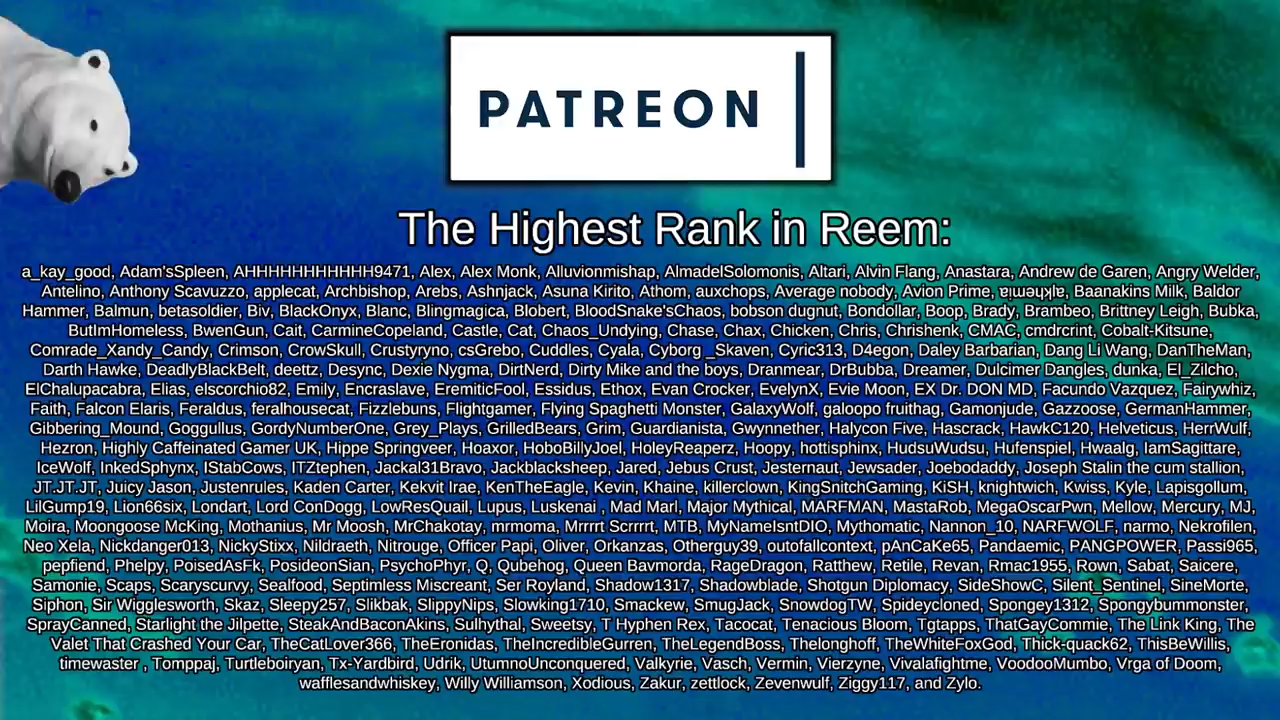 PATREON
The Highest Rank in Reem:
a_kay_good, Adam'sSpleen, AHHHHHHHHHHH9471, Alex, Alex Monk, Alluvionmishap, AlmadelSolomonis, Altari, Alvin Flang, Anastara, Andrew de Garen, Angry Welder,
Antelino, Anthony Scavuzzo, applecat, Archbishop, Arebs, Ashnjack, Asuna Kirito, Athom, auxchops, Average nobody, Avion Prime, ɐʎɯǝɥʞlɐ, Baanakins Milk, Baldor
Hammer, Balmun, betasoldier, Biv, BlackOnyx, Blanc, Blingmagica, Blobert, BloodSnake'sChaos, bobson dugnut, Bondollar, Boop, Brady, Brambeo, Brittney Leigh, Bubka,
ButImHomeless, BwenGun, Cait, CarmineCopeland, Castle, Cat, Chaos_Undying, Chase, Chax, Chicken, Chris, Chrishenk, CMAC, cmdrcrint, Cobalt-Kitsune,
Comrade_Xandy_Candy, Crimson, CrowSkull, Crustyryno, csGrebo, Cuddles, Cyala, Cyborg _Skaven, Cyric313, D4egon, Daley Barbarian, Dang Li Wang, DanTheMan,
Darth Hawke, DeadlyBlackBelt, deettz, Desync, Dexie Nygma, DirtNerd, Dirty Mike and the boys, Dranmear, DrBubba, Dreamer, Dulcimer Dangles, dunka, El_Zilcho,
ElChalupacabra, Elias, elscorchio82, Emily, Encraslave, EreniticFool, Essidus, Ethox, Evan Crocker, EvelynX, Evie Moon, EX Dr. DON MD, Facundo Vazquez, Fairywhiz,
Faith, Falcon Elaris, Feraldus, feralhousecat, Fizzlebuns, Flightgamer, Flying Spaghetti Monster, GalaxyWolf, galoopo fruithag, Gamonjude, Gazzoose, GermanHammer,
Gibbering_Mound, Goggullus, GordyNumberOne, Grey_Plays, GrilledBears, Grim, Guardianista, Gwynnether, Halycon Five, Hascrack, HawkC120, Helveticus, HerrWulf,
Hezron, Highly Caffeinated Gamer UK, Hippe Springveer, Hoaxor, HoboBillyJoel, HoleyReaperz, Hoopy, hottisphinx, HudsuWudsu, Hufenspiel, Hwaalg, IamSagittare,
IceWolf, InkedSphynx, IStabCows, ITZtephen, Jackal31Bravo, Jackblacksheep, Jared, Jebus Crust, Jesternaut, Jewsader, Joebodaddy, Joseph Stalin the cum stallion,
JT.JT.JT, Juicy Jason, Justenrules, Kaden Carter, Kekvit Irae, KenTheEagle, Kevin, Khaine, killerclown, KingSnitchGaming, KiSH, knightwich, Kwiss, Kyle, Lapisgollum,
LilGump19, Lion66six, Londart, Lord ConDogg, LowResQuail, Lupus, Luskenai , Mad Marl, Major Mythical, MARFMAN, MastaRob, MegaOscarPwn, Mellow, Mercury, MJ,
Moira, Moongoose McKing, Mothanius, Mr Moosh, MrChakotay, mrmoma, Mrrrrt Scrrrrt, MTB, MyNameIsntDIO, Mythomatic, Nannon_10, NARFWOLF, narmo, Nekrofilen,
Neo Xela, Nickdanger013, NickyStixx, Nildraeth, Nitrouge, Officer Papi, Oliver, Orkanzas, Otherguy39, outofallcontext, pAnCaKe65, Pandaemic, PANGPOWER, Passi965,
pepfiend, Phelpy, PoisedAsFk, PosideonSian, PsychoPhyr, Q, Qubehog, Queen Bavmorda, RageDragon, Ratthew, Retile, Revan, Rmac1955, Rown, Sabat, Saicere,
Samonie, Scaps, Scaryscurvy, Sealfood, Septimless Miscreant, Ser Royland, Shadow1317, Shadowblade, Shotgun Diplomacy, SideShowC, Silent_Sentinel, SineMorte,
Siphon, Sir Wigglesworth, Skaz, Sleepy257, Slikbak, SlippyNips, Slowking1710, Smackew, SmugJack, SnowdogTW, Spideycloned, Spongey1312, Spongybummonster,
SprayCanned, Starlight the Jilpette, SteakAndBaconAkins, Sulhythal, Sweetsy, T Hyphen Rex, Tacocat, Tenacious Bloom, Tgtapps, ThatGayCommie, The Link King, The
Valet That Crashed Your Car, TheCatLover366, TheEronidas, TheIncredibleGurren, TheLegendBoss, Thelonghoff, TheWhiteFoxGod, Thick-quack62, ThisBeWillis,
timewaster , Tomppaj, Turtleboiryan, Tx-Yardbird, Udrik, UtumnoUnconquered, Valkyrie, Vasch, Vermin, Vierzyne, Vivalafightme, VoodooMumbo, Vrga of Doom,
wafflesandwhiskey, Willy Williamson, Xodious, Zakur, zettlock, Zevenwulf, Ziggy117, and Zylo.